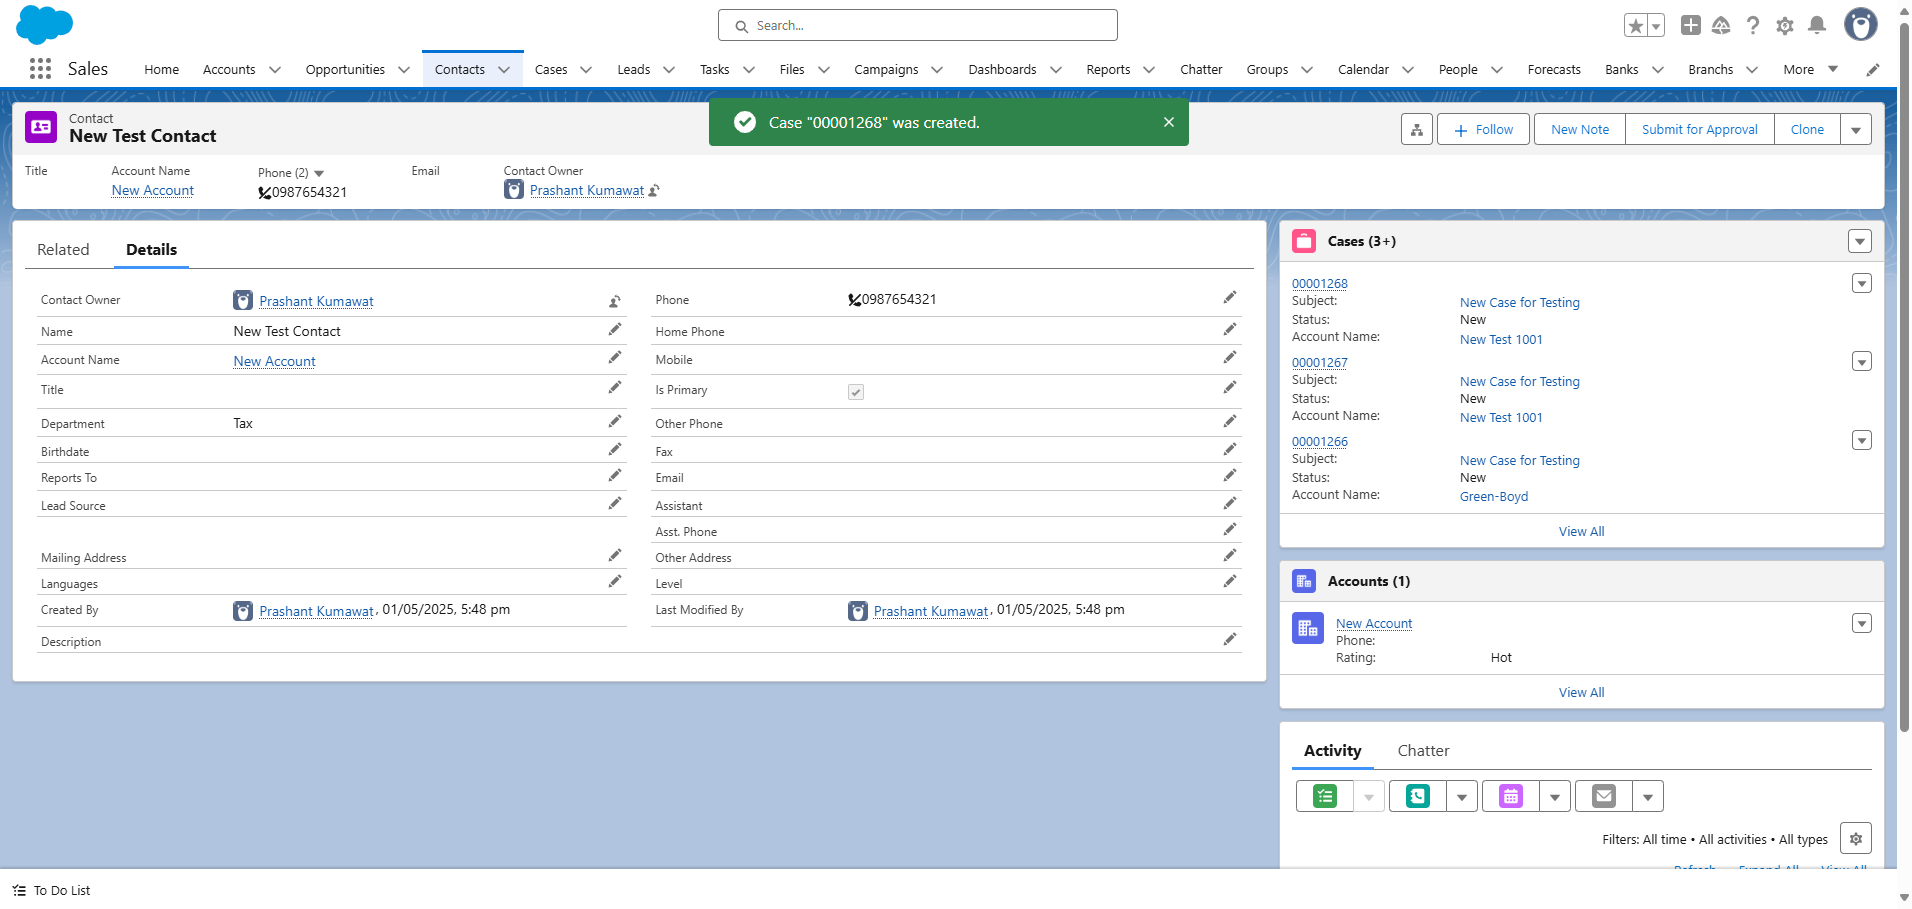 Search...
Sales
Home
Accounts
Opportunities
Contacts
Cases
Leads
Tasks
Files
Campaigns
Dashboards
Reports
Chatter
Groups
Calendar
People
Forecasts
Banks
Branchs
More
Contact
New Test Contact
Case "00001268" was created.
Follow
New Note
Submit for Approval
Clone
Title
Account Name
New Account
Phone (2)
0987654321
Email
Contact Owner
Prashant Kumawat
Related
Details
Contact Owner
Prashant Kumawat
Phone
0987654321
Name
New Test Contact
Home Phone
Account Name
New Account
Mobile
Title
Is Primary
Department
Tax
Other Phone
Birthdate
Fax
Reports To
Email
Lead Source
Assistant
Asst. Phone
Mailing Address
Other Address
Languages
Level
Created By
Prashant Kumawat, 01/05/2025, 5:48 pm
Last Modified By
Prashant Kumawat, 01/05/2025, 5:48 pm
Description
Cases (3+)
00001268
Subject:
New Case for Testing
Status:
New
Account Name:
New Test 1001
00001267
Subject:
New Case for Testing
Status:
New
Account Name:
New Test 1001
00001266
Subject:
New Case for Testing
Status:
New
Account Name:
Green-Boyd
View All
Accounts (1)
New Account
Phone:
Rating:
Hot
View All
Activity
Chatter
Filters: All time • All activities • All types
Refresh
Expand All
View All
To Do List